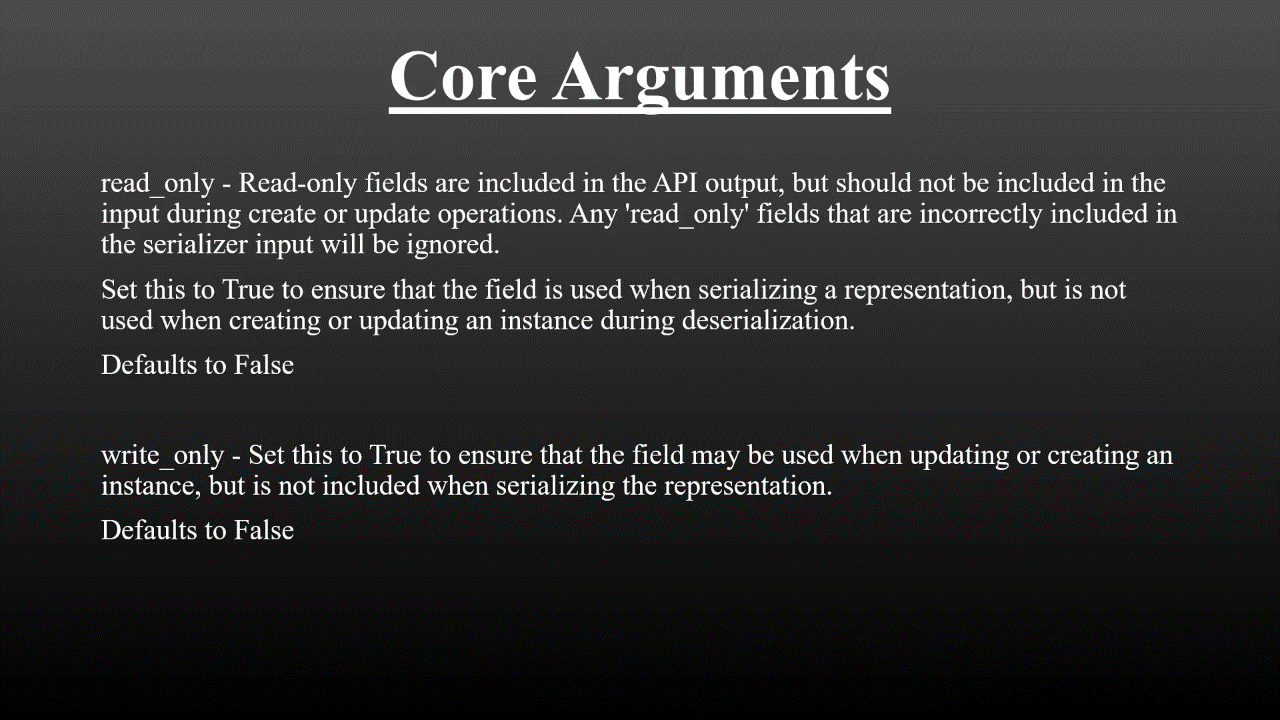 Core Arguments
read_only - Read-only fields are included in the API output, but should not be included in the
input during create or update operations. Any 'read_only' fields that are incorrectly included in
the serializer input will be ignored.
Set this to True to ensure that the field is used when serializing a representation, but is not
used when creating or updating an instance during deserialization.
Defaults to False
write_only - Set this to True to ensure that the field may be used when updating or creating an
instance, but is not included when serializing the representation.
Defaults to False